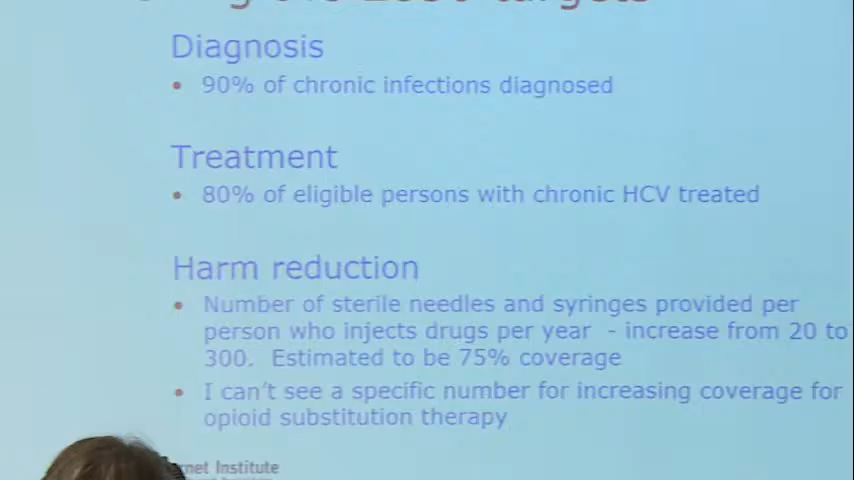 targets
Diagnosis
• 90% of chronic infections diagnosed
Treatment
• 80% of eligible persons with chronic HCV treated
Harm reduction
• Number of sterile needles and syringes provided per
person who injects drugs per year - increase from 20 to
300. Estimated to be 75% coverage
• I can't see a specific number for increasing coverage for
opioid substitution therapy
Institute